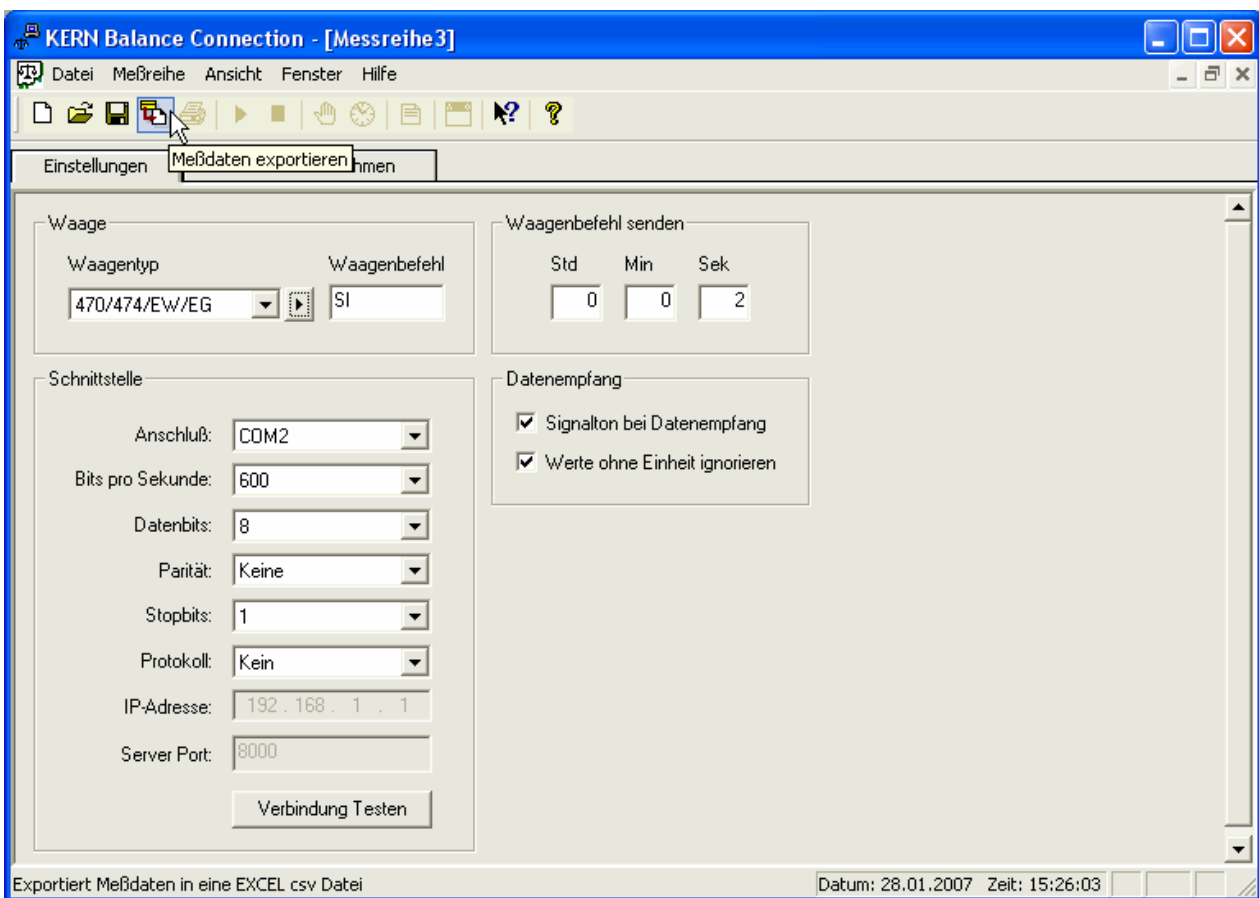 KERN Balance Connection - [Messreihe3]
Datei Meßreihe Ansicht Fenster Hilfe
Meßdaten exportieren
Einstellungen hmen
Waage
Waagentyp Waagenbefehl
470/474/EW/EG SI
Waagenbefehl senden
Std Min Sek
0 0 2
Schnittstelle
Anschluß: COM2
Bits pro Sekunde: 600
Datenbits: 8
Parität: Keine
Stopbits: 1
Protokoll: Kein
IP-Adresse: 192 . 168 . 1 . 1
Server Port: 8000
Verbindung Testen
Datenempfang
Signalton bei Datenempfang
Werte ohne Einheit ignorieren
Exportiert Meßdaten in eine EXCEL csv Datei
Datum: 28.01.2007 Zeit: 15:26:03